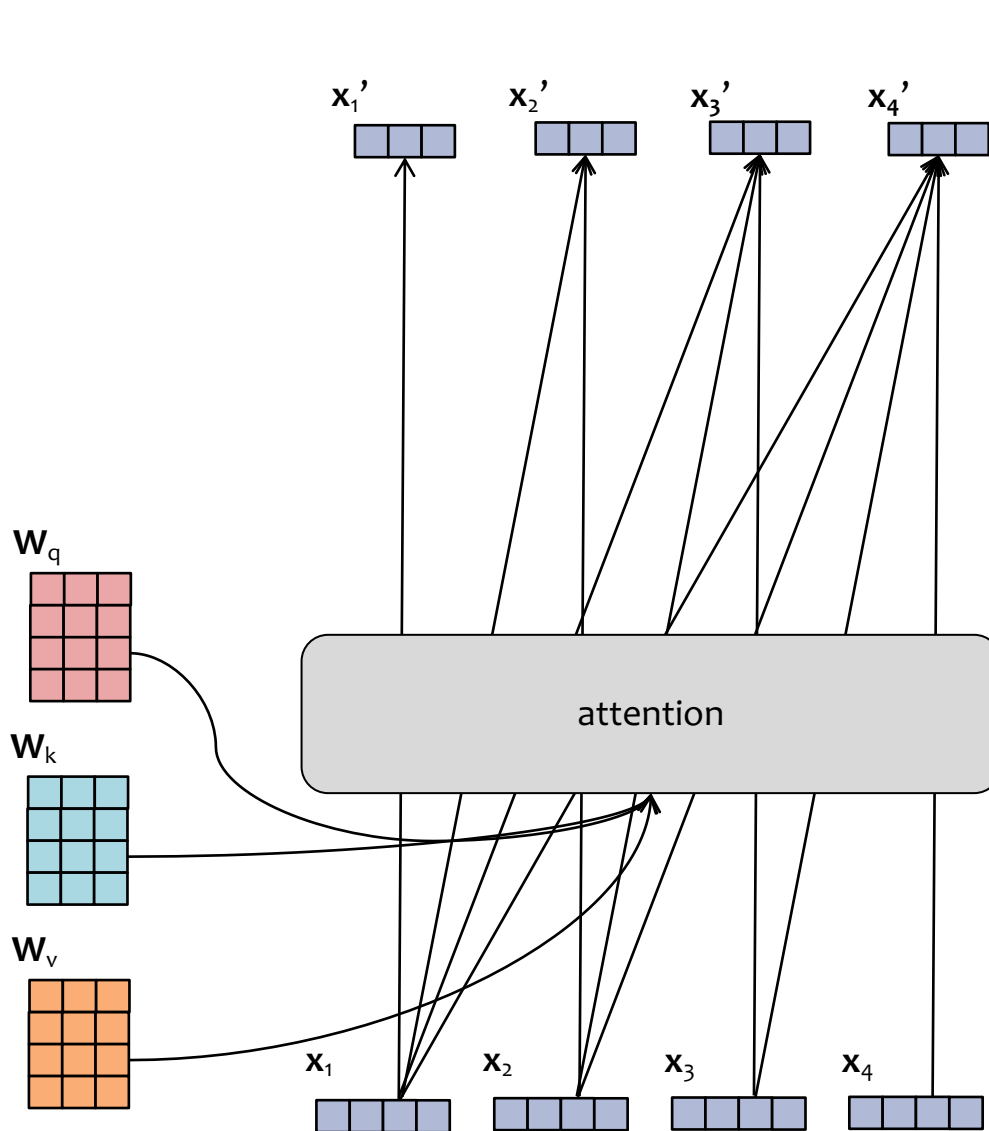 x₁’ x₂’ x₃’ x₄’
W_q
attention
W_k
W_v
x₁ x₂ x₃ x₄